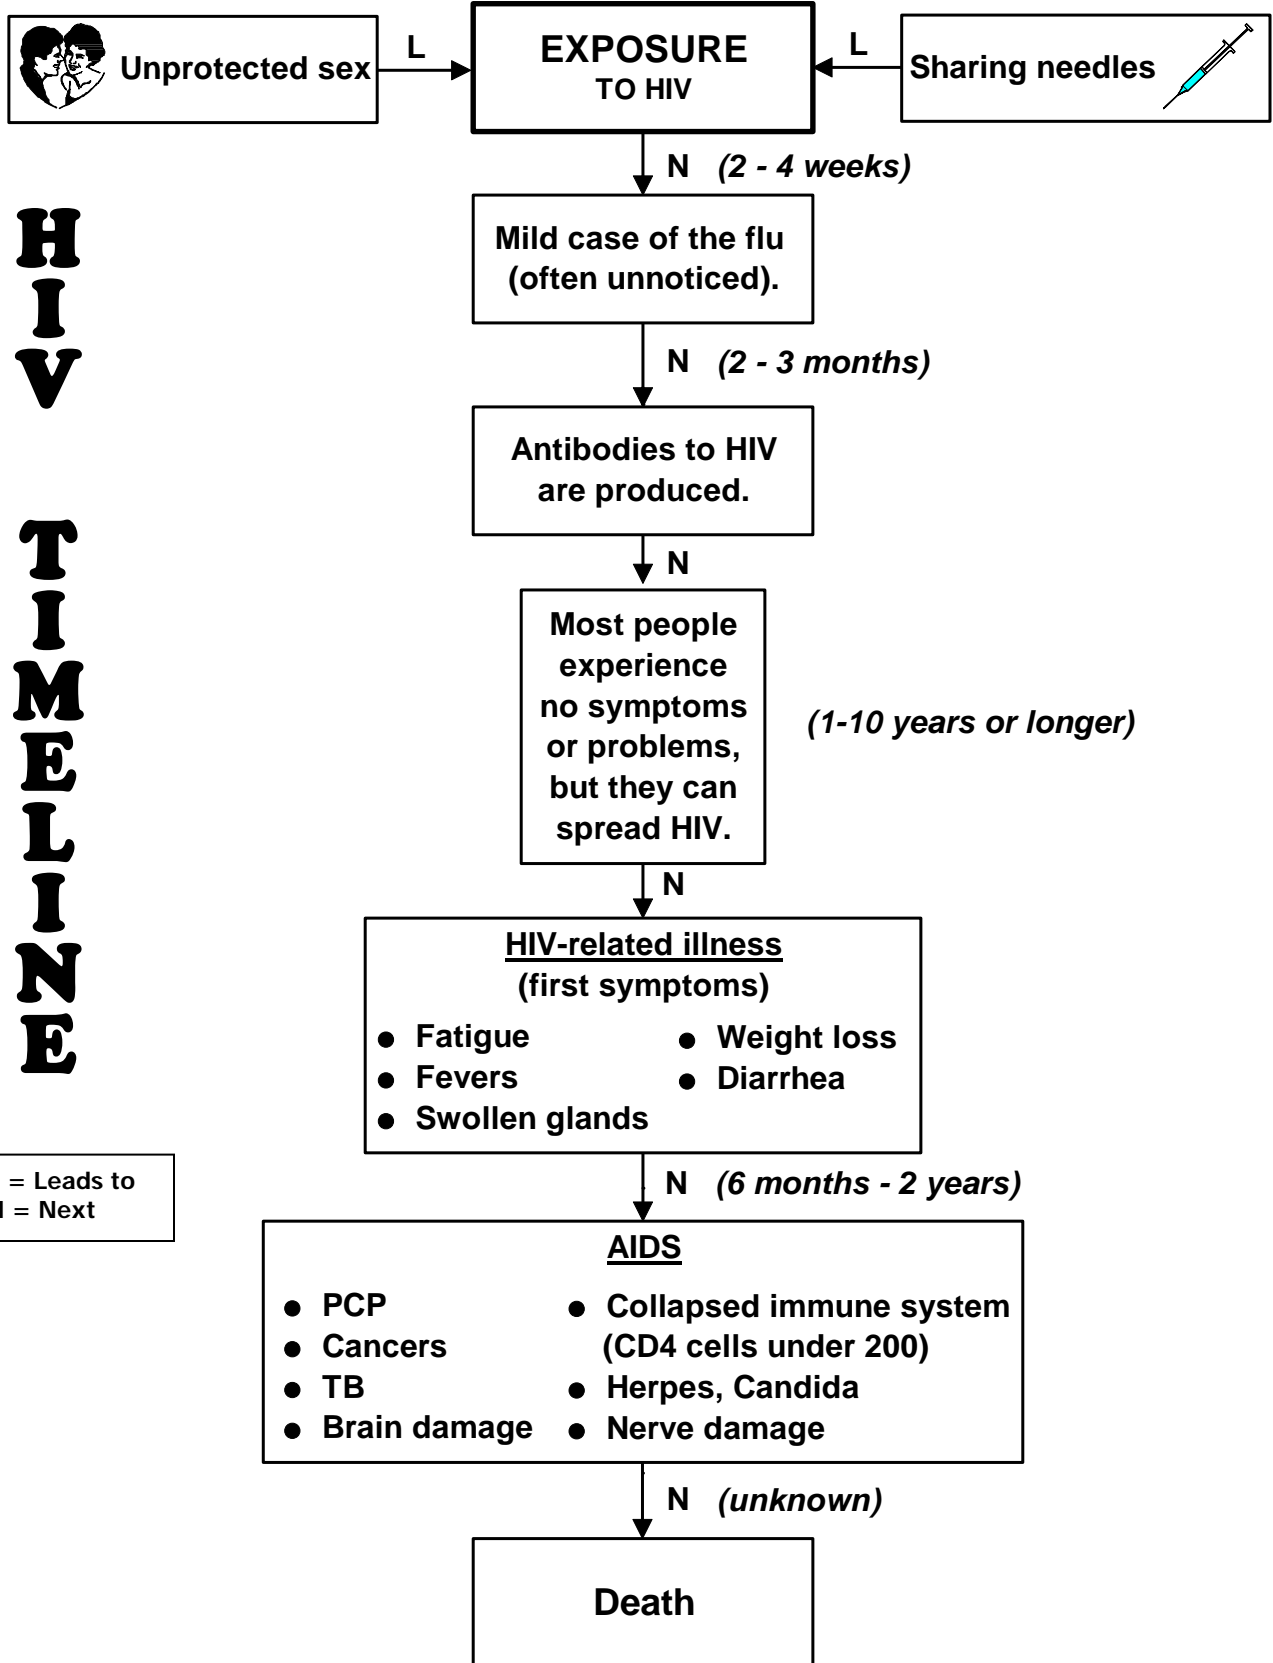 Unprotected sex
L
EXPOSURE
TO HIV
L
Sharing needles
N (2 - 4 weeks)
Mild case of the flu
(often unnoticed).
N (2 - 3 months)
Antibodies to HIV
are produced.
N
Most people
experience
no symptoms
or problems,
but they can
spread HIV.
(1-10 years or longer)
N
HIV-related illness
(first symptoms)
● Fatigue
● Fevers
● Swollen glands
● Weight loss
● Diarrhea
N (6 months - 2 years)
AIDS
● PCP
● Cancers
● TB
● Brain damage
● Collapsed immune system
(CD4 cells under 200)
● Herpes, Candida
● Nerve damage
N (unknown)
Death
HIV
TIMELINE
= Leads to
= Next